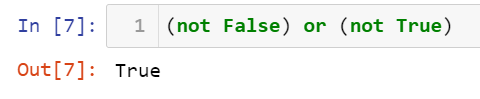 In [7]: 1 (not False) or (not True)
Out[7]: True